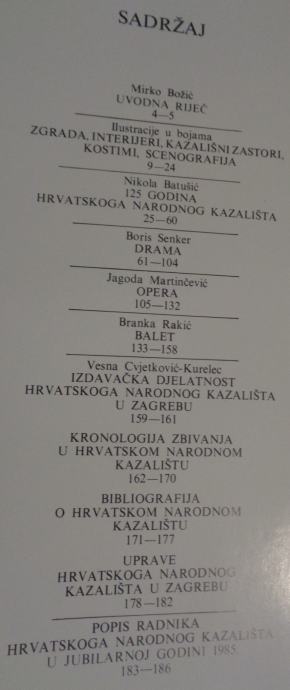 SADRŽAJ
Mirko Božić
UVODNA RIJEČ
4—5
Ilustracije u bojama
ZGRADA, INTERIJERI, KAZALIŠNI ZASTORI,
KOSTIMI, SCENOGRAFIJA
9—24
Nikola Batušić
125 GODINA
HRVATSKOGA NARODNOG KAZALIŠTA
25—60
Boris Senker
DRAMA
61—104
Jagoda Martinčević
OPERA
105—132
Branka Rakić
BALET
133—158
Vesna Cvjetković-Kurelec
IZDAVAČKA DJELATNOST
HRVATSKOGA NARODNOG KAZALIŠTA
U ZAGREBU
159—161
KRONOLOGIJA ZBIVANJA
U HRVATSKOM NARODNOM
KAZALIŠTU
162—170
BIBLIOGRAFIJA
O HRVATSKOM NARODNOM
KAZALIŠTU
171—177
UPRAVE
HRVATSKOGA NARODNOG
KAZALIŠTA U ZAGREBU
178—182
POPIS RADNIKA
HRVATSKOGA NARODNOG KAZALIŠTA
U JUBILARNOJ GODINI 1985.
183—186